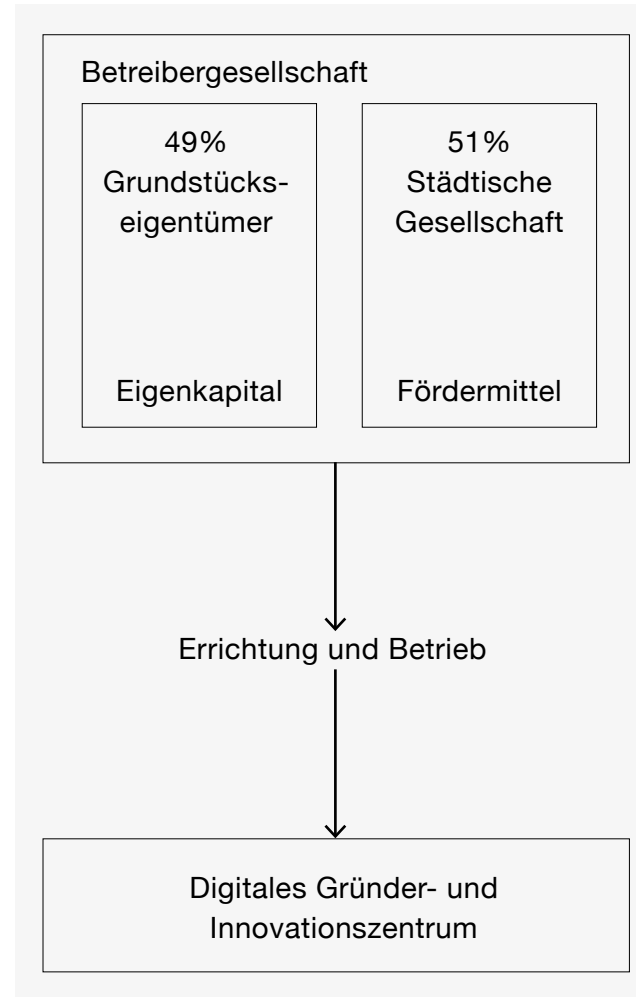 Betreibergesellschaft
49%
Grundstücks-
eigentümer
Eigenkapital
51%
Städtische
Gesellschaft
Fördermittel
Errichtung und Betrieb
Digitales Gründer- und
Innovationszentrum